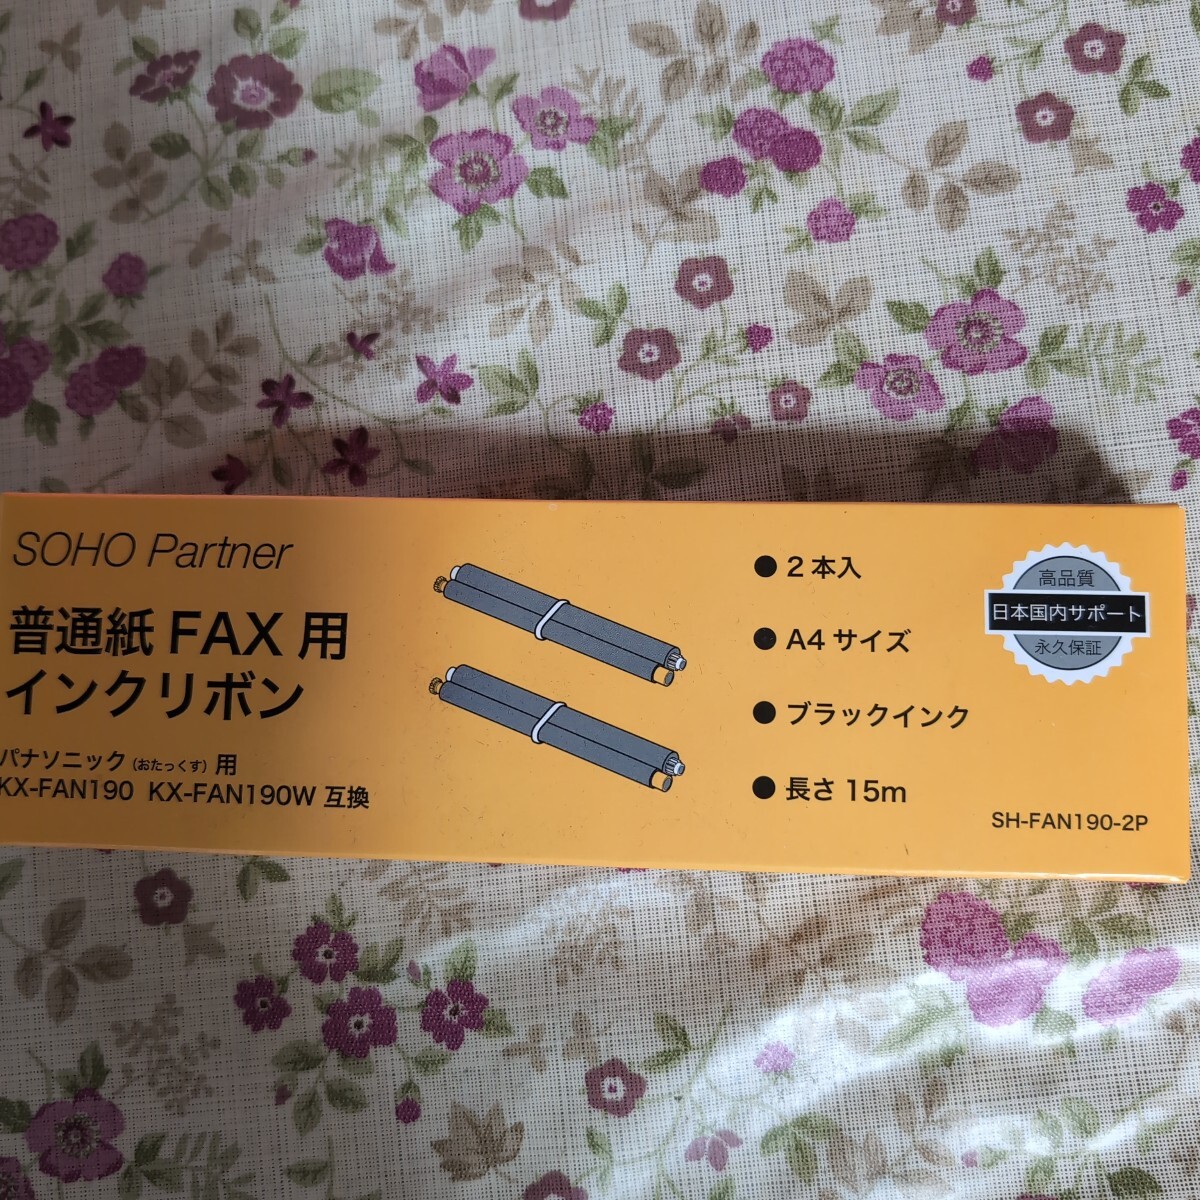 SOHO Partner
普通紙 FAX 用
インクリボン
パナソニック（おたっくす）用
KX-FAN190 KX-FAN190W 互換
● 2 本入
● A4 サイズ
● ブラックインク
● 長さ 15m
高品質
日本国内サポート
永久保証
SH-FAN190-2P